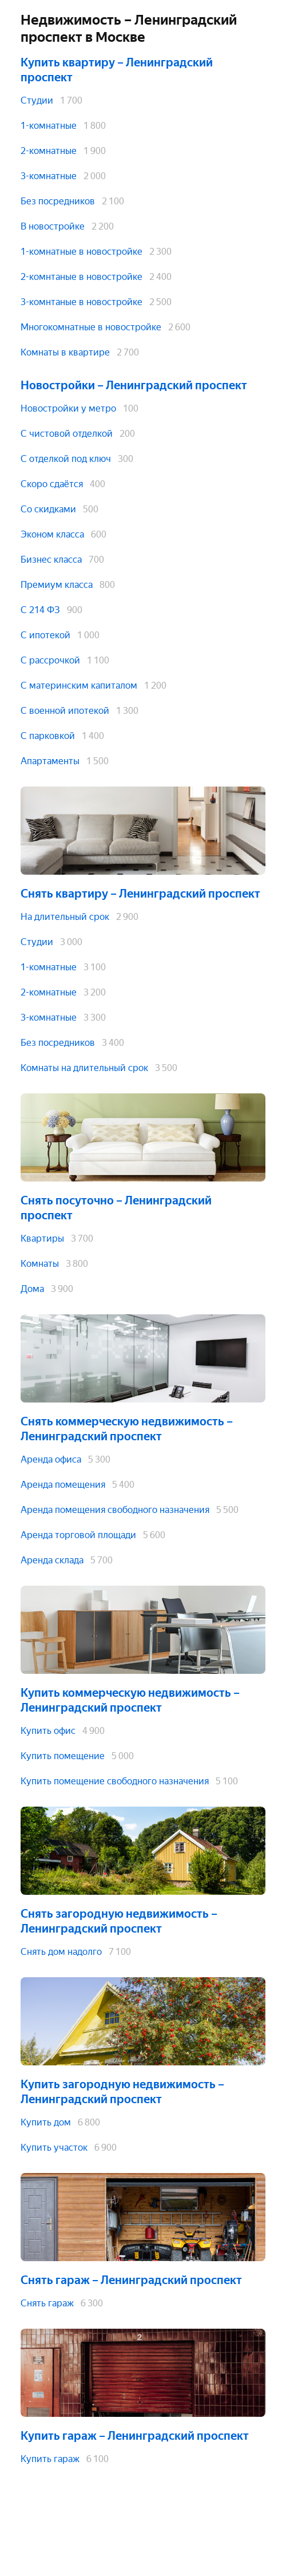 Недвижимость – Ленинградский
проспект в Москве
Купить квартиру – Ленинградский
проспект
Студии 1 700
1-комнатные 1 800
2-комнатные 1 900
3-комнатные 2 000
Без посредников 2 100
В новостройке 2 200
1-комнатные в новостройке 2 300
2-комнтаные в новостройке 2 400
3-комнтаные в новостройке 2 500
Многокомнатные в новостройке 2 600
Комнаты в квартире 2 700
Новостройки – Ленинградский проспект
Новостройки у метро 100
С чистовой отделкой 200
С отделкой под ключ 300
Скоро сдаётся 400
Со скидками 500
Эконом класса 600
Бизнес класса 700
Премиум класса 800
С 214 ФЗ 900
С ипотекой 1 000
С рассрочкой 1 100
С материнским капиталом 1 200
С военной ипотекой 1 300
С парковкой 1 400
Апартаменты 1 500
Снять квартиру – Ленинградский проспект
На длительный срок 2 900
Студии 3 000
1-комнатные 3 100
2-комнатные 3 200
3-комнатные 3 300
Без посредников 3 400
Комнаты на длительный срок 3 500
Снять посуточно – Ленинградский
проспект
Квартиры 3 700
Комнаты 3 800
Дома 3 900
Снять коммерческую недвижимость –
Ленинградский проспект
Аренда офиса 5 300
Аренда помещения 5 400
Аренда помещения свободного назначения 5 500
Аренда торговой площади 5 600
Аренда склада 5 700
Купить коммерческую недвижимость –
Ленинградский проспект
Купить офис 4 900
Купить помещение 5 000
Купить помещение свободного назначения 5 100
Снять загородную недвижимость –
Ленинградский проспект
Снять дом надолго 7 100
Купить загородную недвижимость –
Ленинградский проспект
Купить дом 6 800
Купить участок 6 900
Снять гараж – Ленинградский проспект
Снять гараж 6 300
2
Купить гараж – Ленинградский проспект
Купить гараж 6 100